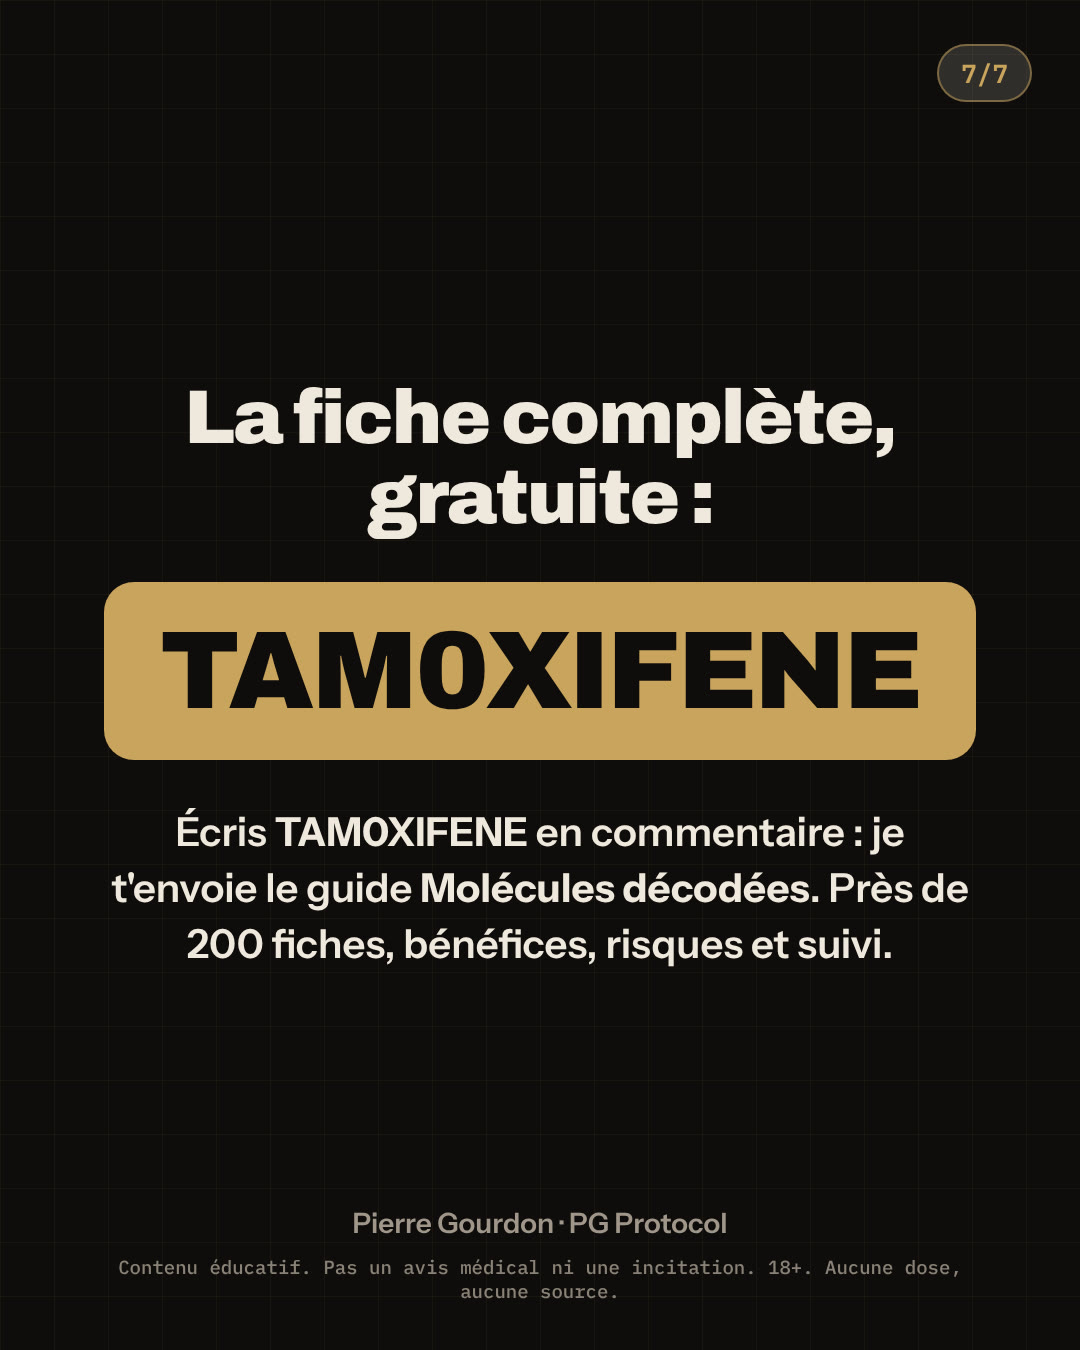 7/7
La fiche complète,
gratuite :
TAM0XIFENE
Écris TAM0XIFENE en commentaire : je
t'envoie le guide Molécules décodées. Près de
200 fiches, bénéfices, risques et suivi.
Pierre Gourdon · PG Protocol
Contenu éducatif. Pas un avis médical ni une incitation. 18+. Aucune dose,
aucune source.